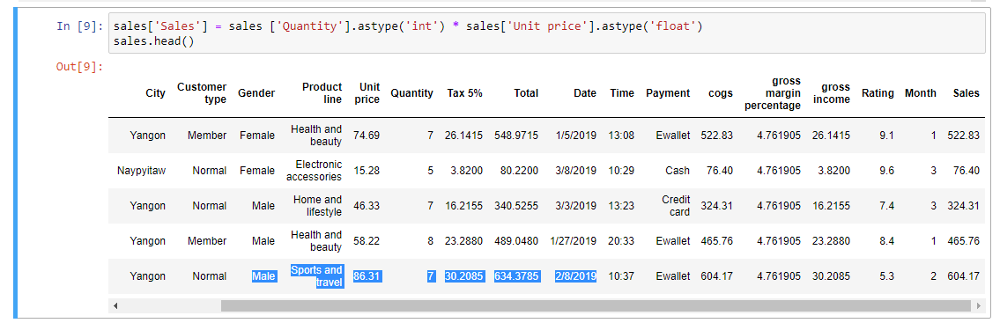 In [9]: sales['Sales'] = sales ['Quantity'].astype('int') * sales['Unit price'].astype('float')
sales.head()
Out[9]:
City Customer type Gender Product line Unit price Quantity Tax 5% Total Date Time Payment cogs gross margin percentage gross income Rating Month Sales
Yangon Member Female Health and beauty 74.69 7 26.1415 548.9715 1/5/2019 13:08 Ewallet 522.83 4.761905 26.1415 9.1 1 522.83
Naypyitaw Normal Female Electronic accessories 15.28 5 3.8200 80.2200 3/8/2019 10:29 Cash 76.40 4.761905 3.8200 9.6 3 76.40
Yangon Normal Male Home and lifestyle 46.33 7 16.2155 340.5255 3/3/2019 13:23 Credit card 324.31 4.761905 16.2155 7.4 3 324.31
Yangon Member Male Health and beauty 58.22 8 23.2880 489.0480 1/27/2019 20:33 Ewallet 465.76 4.761905 23.2880 8.4 1 465.76
Yangon Normal Male Sports and travel 86.31 7 30.2085 634.3785 2/8/2019 10:37 Ewallet 604.17 4.761905 30.2085 5.3 2 604.17